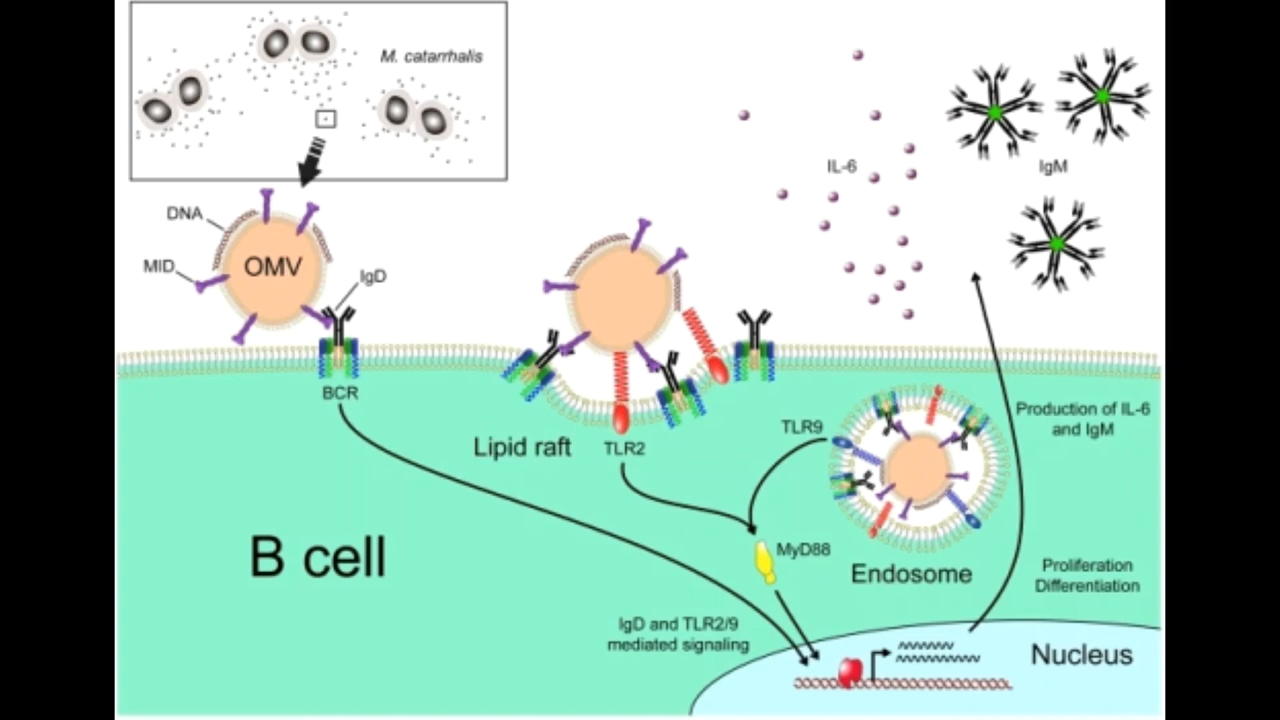 M. catarrhalis
DNA
MID
OMV
IgD
BCR
Lipid raft
TLR2
IL-6
IgM
TLR9
Production of IL-6
and IgM
MyD88
Endosome
Proliferation
Differentiation
B cell
IgD and TLR2/9
mediated signaling
Nucleus